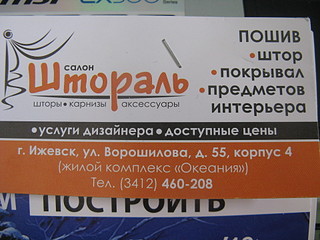 салон
Штораль
шторы • карнизы • аксессуары
ПОШИВ
• штор
• покрывал
• предметов
интерьера
• услуги дизайнера • доступные цены
г. Ижевск, ул. Ворошилова, д. 55, корпус 4
(жилой комплекс «Океания»)
Тел. (3412) 460-208
ПОСТРОИТЬ